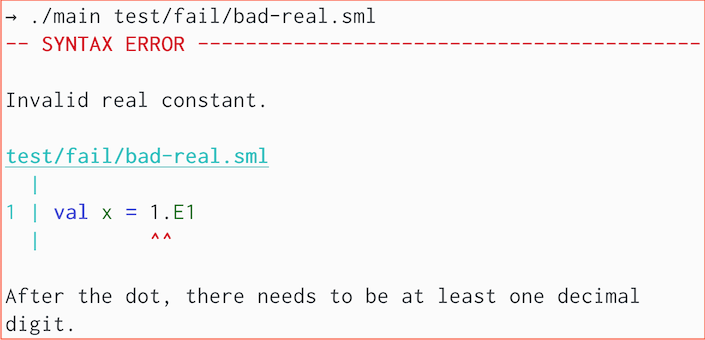 → ./main test/fail/bad-real.sml
-- SYNTAX ERROR ------------------------------------------
Invalid real constant.
test/fail/bad-real.sml
|
1 | val x = 1.E1
| ^^
After the dot, there needs to be at least one decimal
digit.